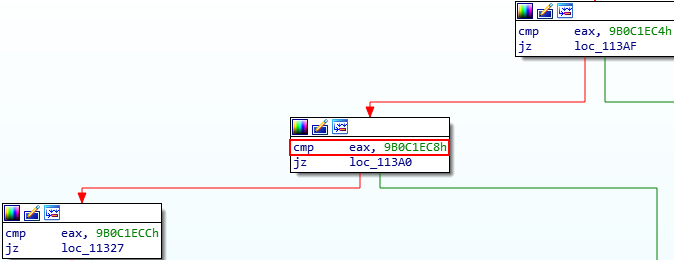 cmp     eax, 9B0C1EC4h
jz      loc_113AF
cmp     eax, 9B0C1EC8h
jz      loc_113A0
cmp     eax, 9B0C1ECCh
jz      loc_11327